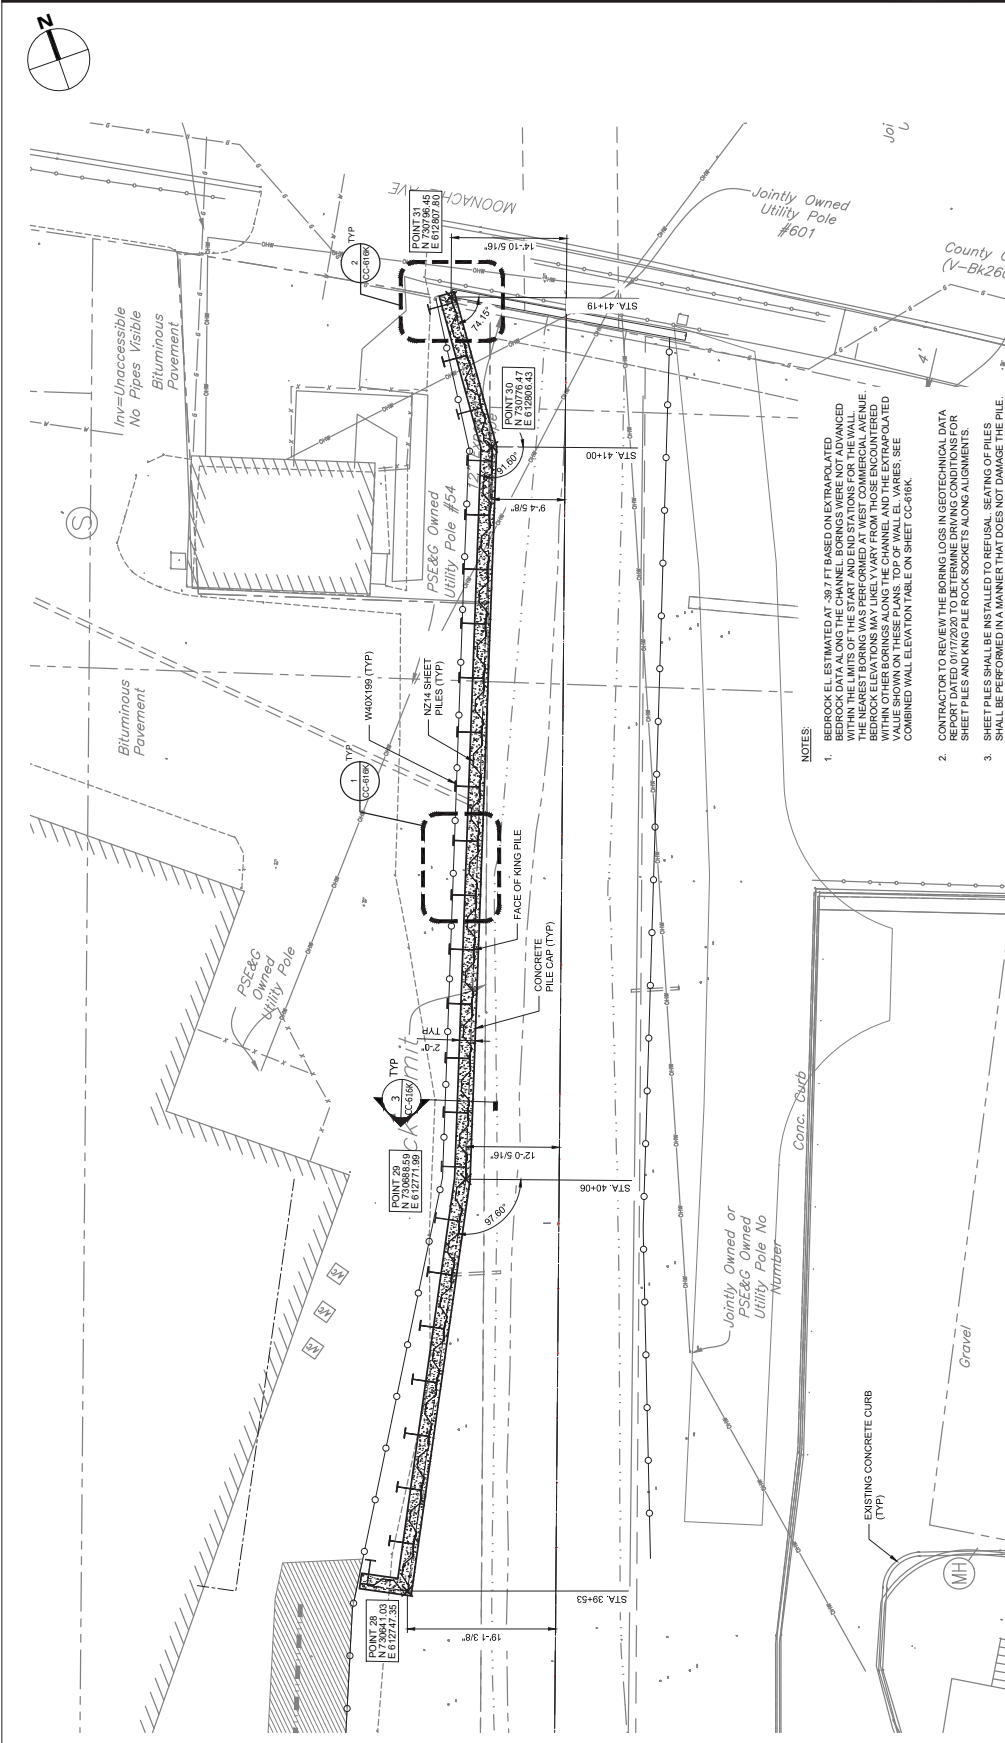 N
Joi
Jointly Owned
Utility Pole
#601
MOONACHIE AVE
POINT 31
N 730796.45
E 612807.80
14'-10 5/16"
TYP
2
CC-616K
County
(V-Bk260
STA. 41+19
74.15°
4'
Inv=Unaccessible
No Pipes Visible
Bituminous
Pavement
POINT 30
N 730776.47
E 612806.43
91.60°
STA. 41+00
9'-4 5/8"
S
PSE&G Owned
Utility Pole #54
NOTES:
1. BEDROCK EL. ESTIMATED AT -39.7 FT BASED ON EXTRAPOLATED
BEDROCK DATA ALONG THE CHANNEL. BORINGS WERE NOT ADVANCED
WITHIN THE LIMITS OF THE START AND END STATIONS FOR THE WALL.
THE NEAREST BORING WAS PERFORMED AT WEST COMMERCIAL AVENUE.
BEDROCK ELEVATIONS MAY LIKELY VARY FROM THOSE ENCOUNTERED
WITHIN OTHER BORINGS ALONG THE CHANNEL AND THE EXTRAPOLATED
VALUE SHOWN ON THESE PLANS. TOP OF WALL EL. VARIES. SEE
COMBINED WALL ELEVATION TABLE ON SHEET CC-616K.
2. CONTRACTOR TO REVIEW THE BORING LOGS IN GEOTECHNICAL DATA
REPORT DATED 01/17/2020 TO DETERMINE DRIVING CONDITIONS FOR
SHEET PILES AND KING PILE ROCK SOCKETS ALONG ALIGNMENTS.
3. SHEET PILES SHALL BE INSTALLED TO REFUSAL. SEATING OF PILES
SHALL BE PERFORMED IN A MANNER THAT DOES NOT DAMAGE THE PILE.
W40X199 (TYP)
NZ14 SHEET
PILES (TYP)
Bituminous
Pavement
TYP
1
CC-616K
FACE OF KING PILE
CONCRETE
PILE CAP (TYP)
PSE&G
Owned
Utility Pole
2'-0"
TYP
TYP
3
CC-616K
POINT 29
N 730688.59
E 612771.99
12'-0 5/16"
STA. 40+06
97.60°
Conc. Curb
Jointly Owned or
PSE&G Owned
Utility Pole No
Number
A/C
A/C
A/C
Gravel
EXISTING CONCRETE CURB
(TYP)
MH
POINT 28
N 730641.03
E 612747.35
STA. 39+53
19'-1 3/8"